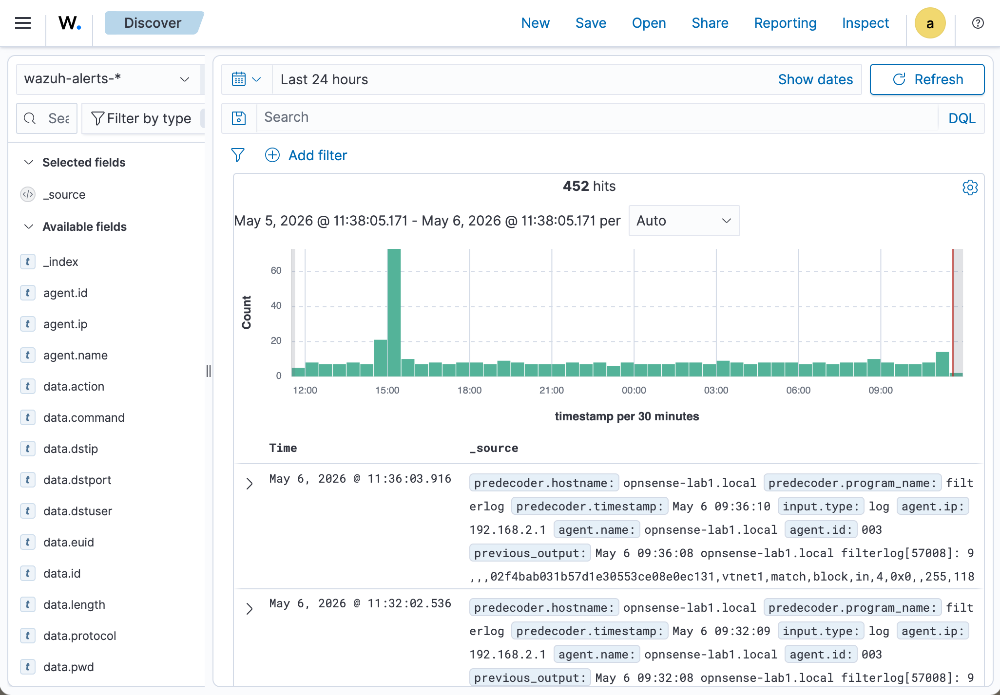 W.
Discover
New
Save
Open
Share
Reporting
Inspect
a
wazuh-alerts-*
Last 24 hours
Show dates
Refresh
Filter by type
Search
DQL
Add filter
Selected fields
_source
Available fields
_index
agent.id
agent.ip
agent.name
data.action
data.command
data.dstip
data.dstport
data.dstuser
data.euid
data.id
data.length
data.protocol
data.pwd
452 hits
May 5, 2026 @ 11:38:05.171 - May 6, 2026 @ 11:38:05.171 per
Auto
Count
60
40
20
0
12:00
15:00
18:00
21:00
00:00
03:00
06:00
09:00
timestamp per 30 minutes
Time
_source
May 6, 2026 @ 11:36:03.916
predecoder.hostname: opnsense-lab1.local predecoder.program_name: filt
erlog predecoder.timestamp: May 6 09:36:10 input.type: log agent.ip:
192.168.2.1 agent.name: opnsense-lab1.local agent.id: 003
previous_output: May 6 09:36:08 opnsense-lab1.local filterlog[57008]: 9
,,,02f4bab031b57d1e30553ce08e0ec131,vtnet1,match,block,in,4,0x0,,255,118
May 6, 2026 @ 11:32:02.536
predecoder.hostname: opnsense-lab1.local predecoder.program_name: filt
erlog predecoder.timestamp: May 6 09:32:09 input.type: log agent.ip:
192.168.2.1 agent.name: opnsense-lab1.local agent.id: 003
previous_output: May 6 09:32:08 opnsense-lab1.local filterlog[57008]: 9